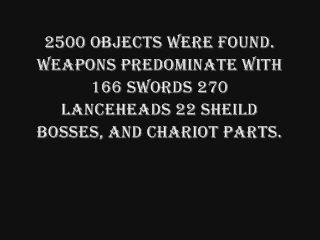 2500 OBJECTS WERE FOUND.
WEAPONS PREDOMINATE WITH
166 SWORDS 270
LANCEHEADS 22 SHEILD
BOSSES, AND CHARIOT PARTS.